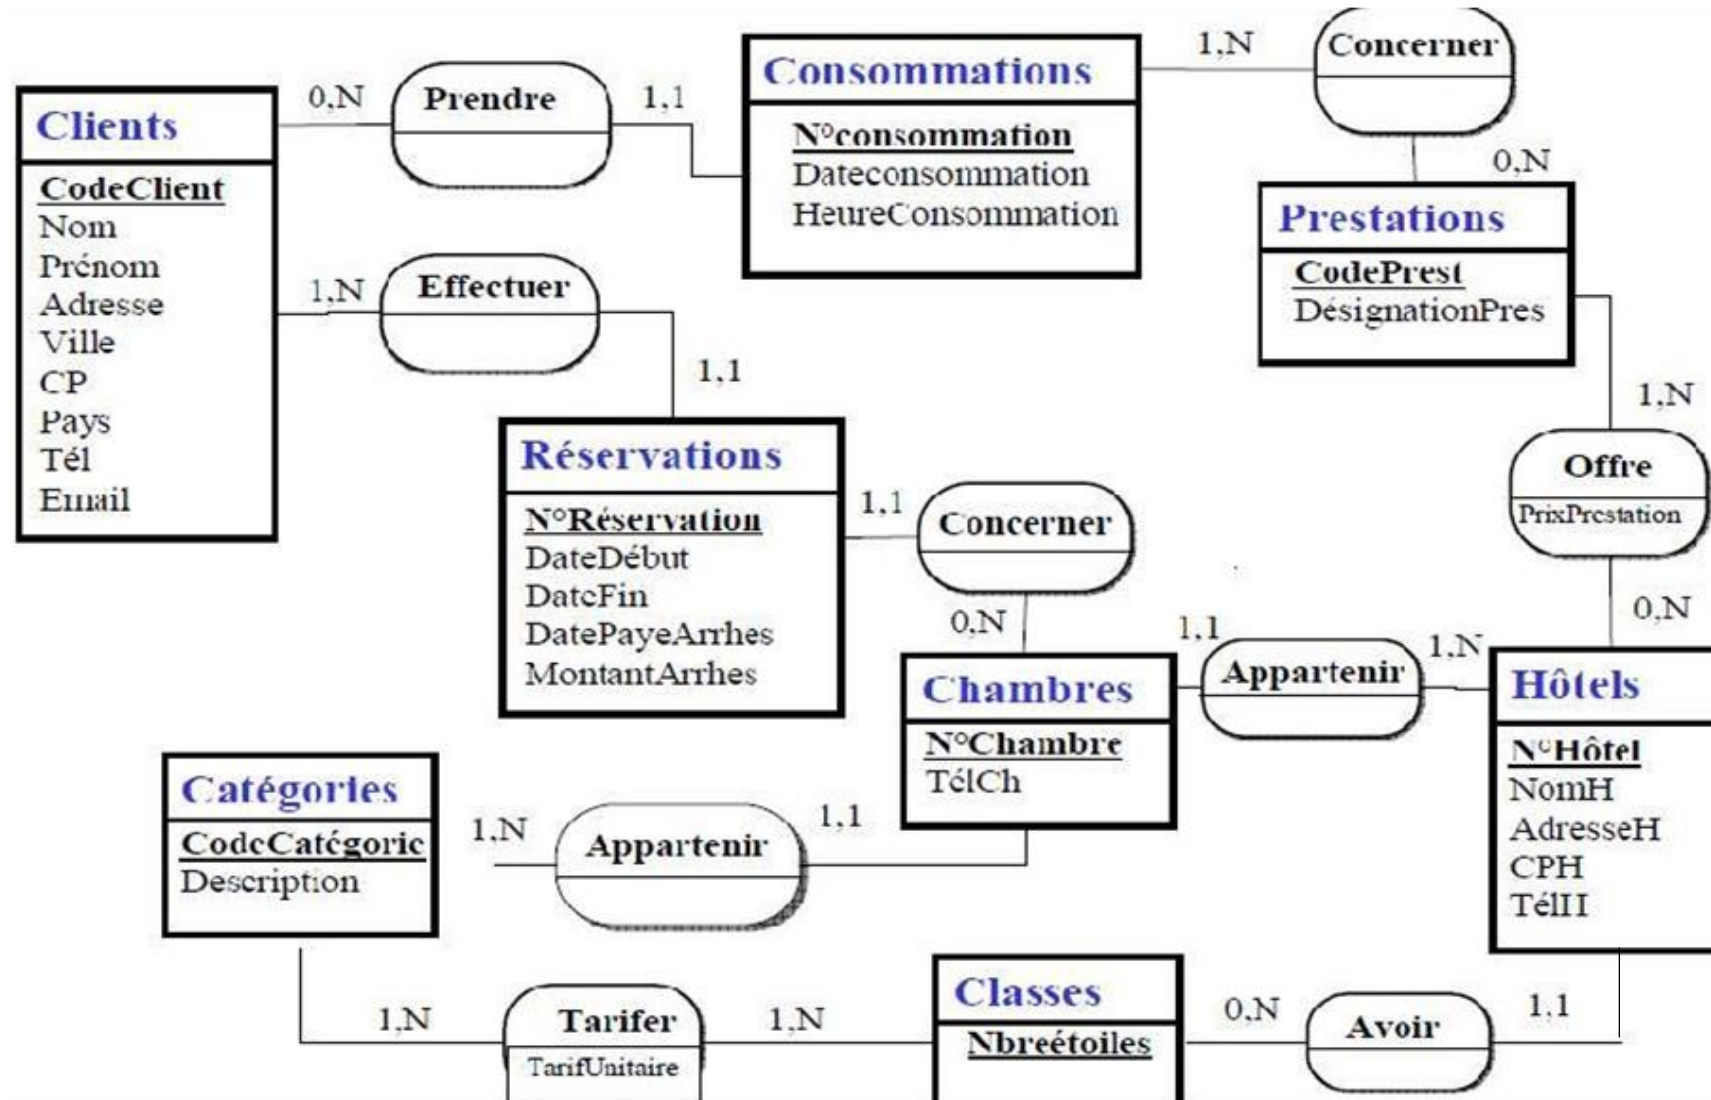 Clients
CodeClient
Nom
Prénom
Adresse
Ville
CP
Pays
Tél
Email
0,N
Prendre
1,1
Consommations
N°consommation
Dateconsommation
HeureConsommation
1,N
Concerner
0,N
Prestations
CodePrest
DésignationPres
1,N
Effectuer
1,1
Réservations
N°Réservation
DateDébut
DateFin
DatePayeArrhes
MontantArrhes
1,1
Concerner
0,N
1,N
Offre
PrixPrestation
0,N
Chambres
N°Chambre
TélCh
1,1
Appartenir
1,N
Hôtels
N°Hôtel
NomH
AdresseH
CPH
TélH
Catégories
CodeCatégorie
Description
1,N
Appartenir
1,1
1,N
Tarifer
TarifUnitaire
1,N
Classes
Nbreétoiles
0,N
Avoir
1,1